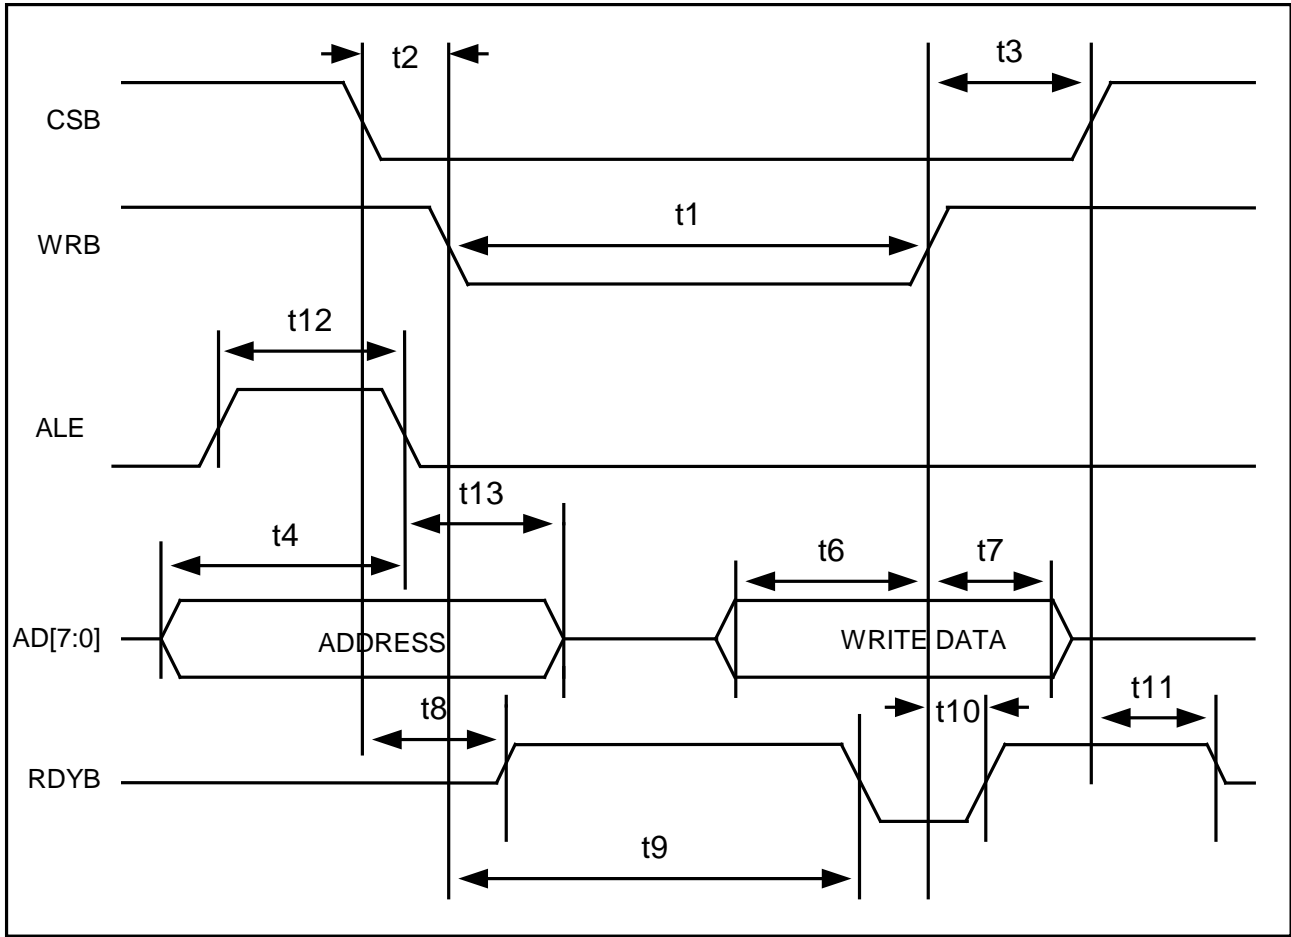 t2
t3
CSB
t1
WRB
t12
ALE
t13
t4
t6
t7
AD[7:0]
ADDRESS
WRITE DATA
t8
t10
t11
RDYB
t9